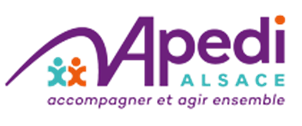 Apedi
ALSACE
accompagner et agir ensemble